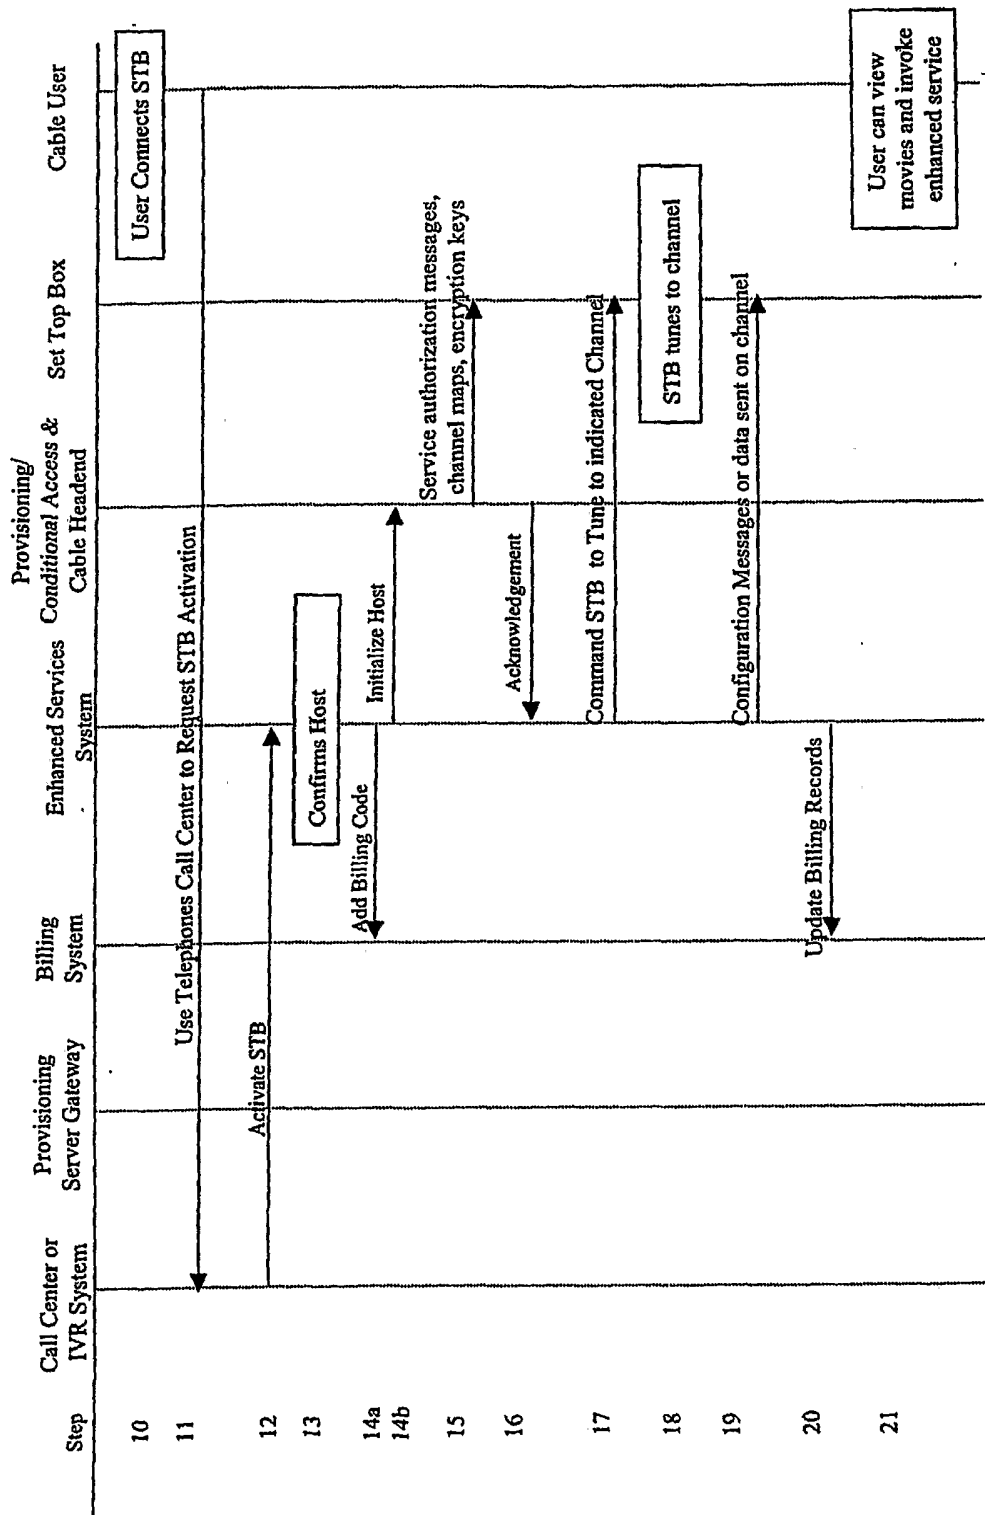 Step
Call Center or
IVR System
Provisioning
Server Gateway
Billing
System
Enhanced Services
System
Provisioning/
Conditional Access &
Cable Headend
Set Top Box
Cable User
10
User Connects STB
11
Use Telephones Call Center to Request STB Activation
12
Activate STB
13
Confirms Host
14a
Add Billing Code
14b
Initialize Host
15
Service authorization messages,
channel maps, encryption keys
16
Acknowledgement
17
Command STB to Tune to indicated Channel
18
STB tunes to channel
19
Configuration Messages or data sent on channel
20
Update Billing Records
21
User can view
movies and invoke
enhanced service